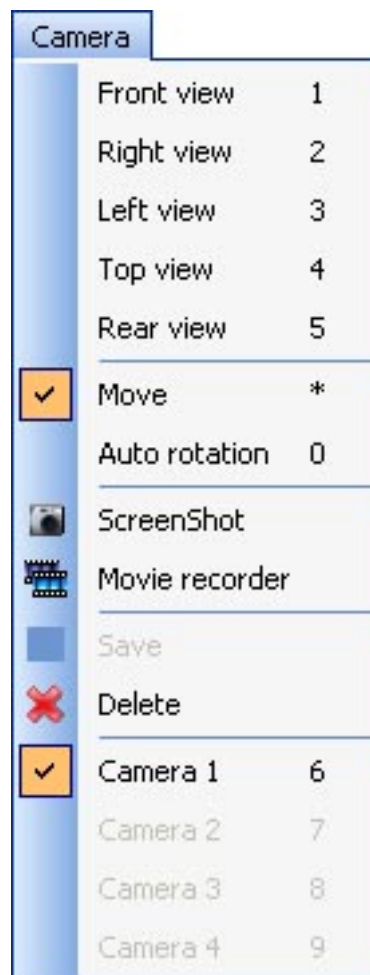 Camera
Front view 1
Right view 2
Left view 3
Top view 4
Rear view 5
Move *
Auto rotation 0
ScreenShot
Movie recorder
Save
Delete
Camera 1 6
Camera 2 7
Camera 3 8
Camera 4 9